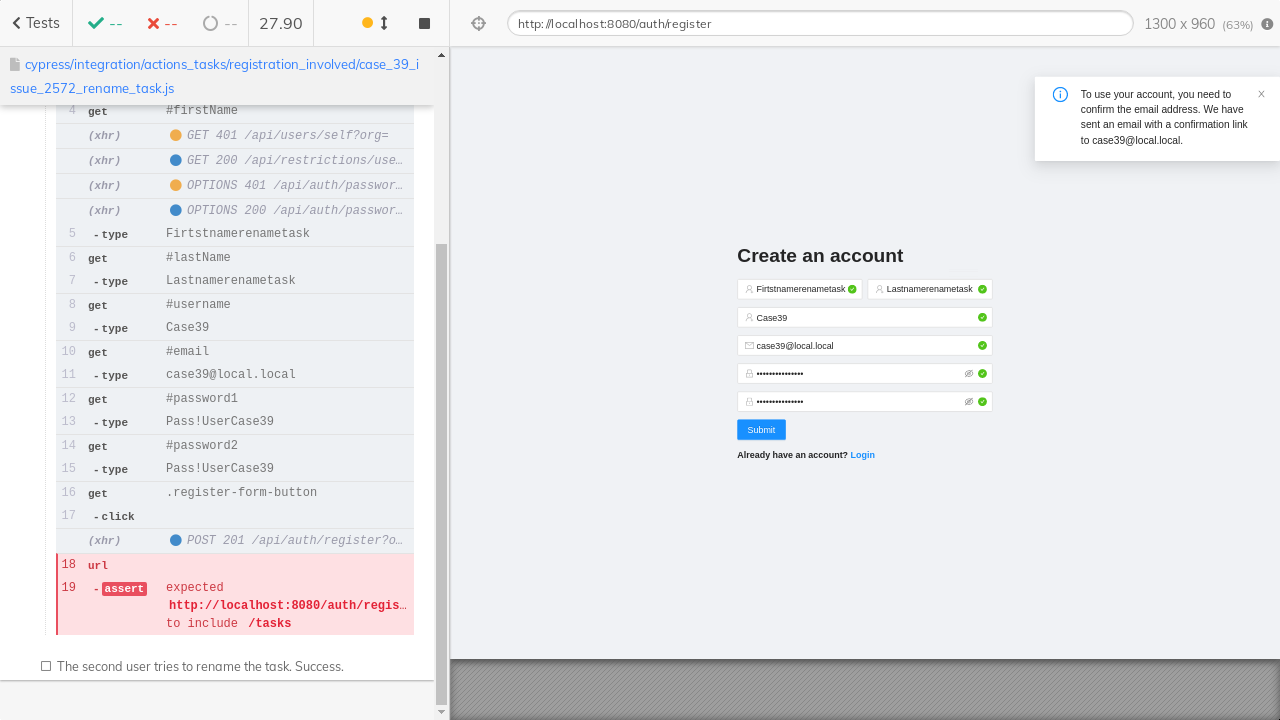 Tests
--
--
--
27.90
http://localhost:8080/auth/register
1300 x 960 (63%)
cypress/integration/actions_tasks/registration_involved/case_39_i
ssue_2572_rename_task.js
4 get #firstName
(xhr) GET 401 /api/users/self?org=
(xhr) GET 200 /api/restrictions/use…
(xhr) OPTIONS 401 /api/auth/passwor…
(xhr) OPTIONS 200 /api/auth/passwor…
5 -type Firtstnamerenametask
6 get #lastName
7 -type Lastnamerenametask
8 get #username
9 -type Case39
10 get #email
11 -type case39@local.local
12 get #password1
13 -type Pass!UserCase39
14 get #password2
15 -type Pass!UserCase39
16 get .register-form-button
17 -click
(xhr) POST 201 /api/auth/register?o…
18 url
19 -assert expected
http://localhost:8080/auth/regis…
to include /tasks
The second user tries to rename the task. Success.
To use your account, you need to
confirm the email address. We have
sent an email with a confirmation link
to case39@local.local.
Create an account
Firtstnamerenametask
Lastnamerenametask
Case39
case39@local.local
•••••••••••••••
•••••••••••••••
Submit
Already have an account? Login